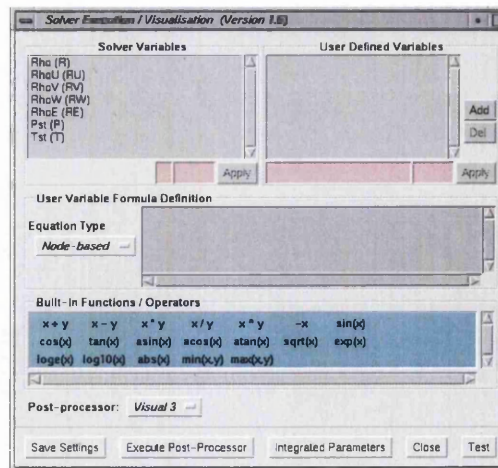 Solver Execution / Visualisation (Version 1.6)
Solver Variables
User Defined Variables
Rho (R)
RhoU (RU)
RhoV (RV)
RhoW (RW)
RhoE (RE)
Pst (P)
Tst (T)
Add
Del
Apply
Apply
User Variable Formula Definition
Equation Type
Node-based
Built-In Functions / Operators
x + y x - y x * y x / y x ^ y -x sin(x)
cos(x) tan(x) asin(x) acos(x) atan(x) sqrt(x) exp(x)
loge(x) log10(x) abs(x) min(x,y) max(x,y)
Post-processor: Visual 3
Save Settings Execute Post-Processor Integrated Parameters Close Test